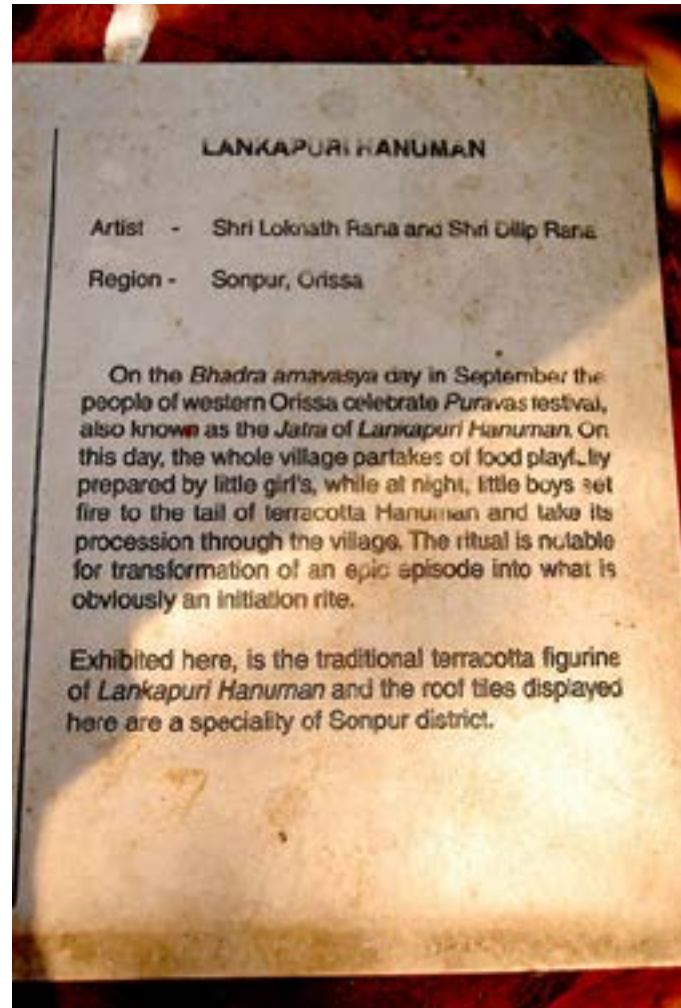 LANKAPURI HANUMAN
Artist - Shri Loknath Rana and Shri Dilip Rana
Region - Sonpur, Orissa
On the Bhadra amavasya day in September the
people of western Orissa celebrate Puravas festival,
also known as the Jatra of Lankapuri Hanuman. On
this day, the whole village partakes of food playfully
prepared by little girl's, while at night, little boys set
fire to the tail of terracotta Hanuman and take its
procession through the village. The ritual is notable
for transformation of an epic episode into what is
obviously an initiation rite.
Exhibited here, is the traditional terracotta figurine
of Lankapuri Hanuman and the roof tiles displayed
here are a speciality of Sonpur district.